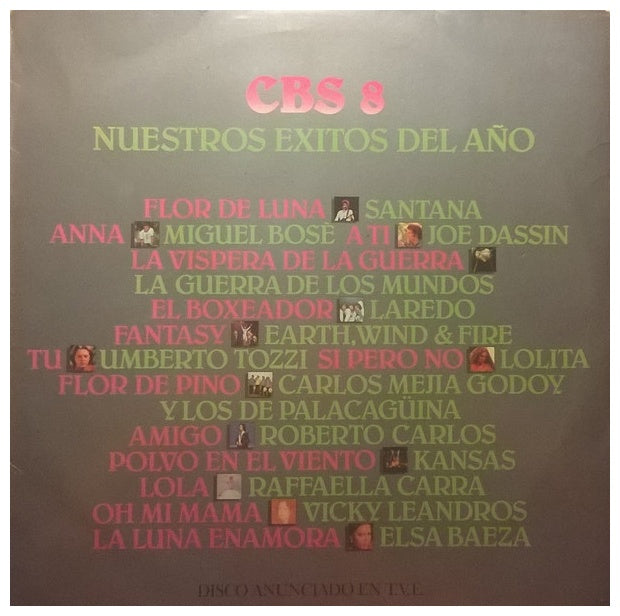 CBS 8
NUESTROS EXITOS DEL AÑO
FLOR DE LUNA SANTANA
ANNA MIGUEL BOSÈ A TI JOE DASSIN
LA VISPERA DE LA GUERRA
LA GUERRA DE LOS MUNDOS
EL BOXEADOR LAREDO
FANTASY EARTH, WIND & FIRE
TU UMBERTO TOZZI SI PERO NO LOLITA
FLOR DE PINO CARLOS MEJIA GODOY
Y LOS DE PALACAGÜINA
AMIGO ROBERTO CARLOS
POLVO EN EL VIENTO KANSAS
LOLA RAFFAELLA CARRA
OH MI MAMA VICKY LEANDROS
LA LUNA ENAMORA ELSA BAEZA
DISCO ANUNCIADO EN T.V.E.